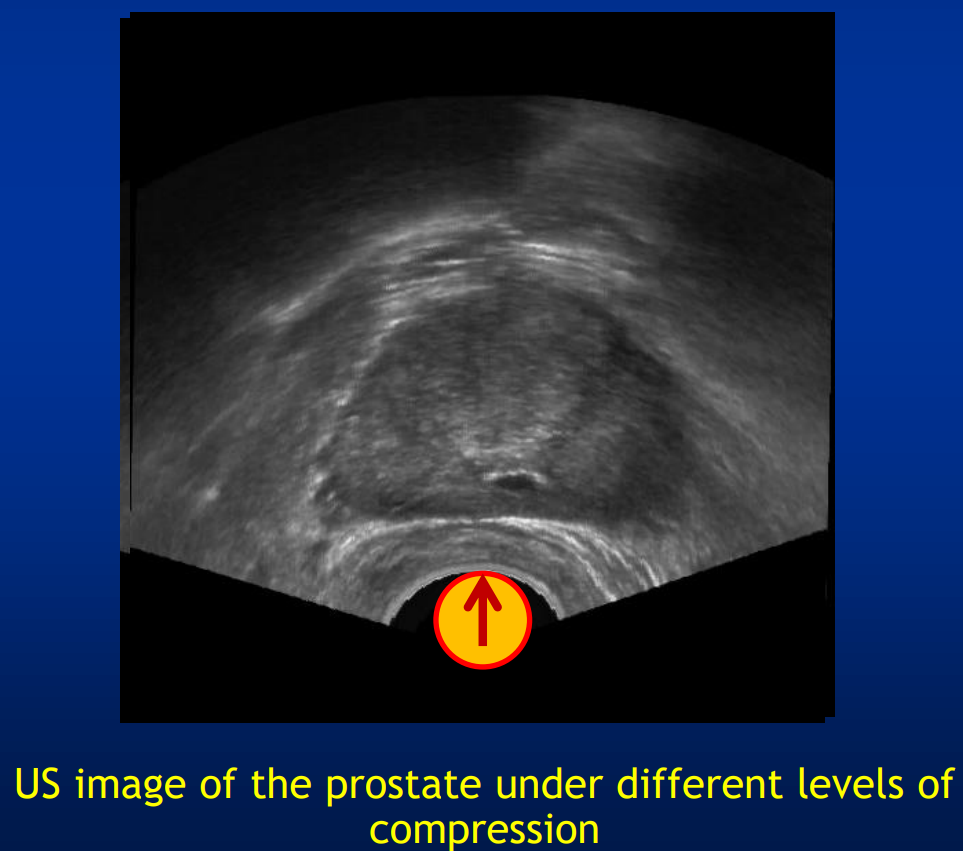 US image of the prostate under different levels of
compression